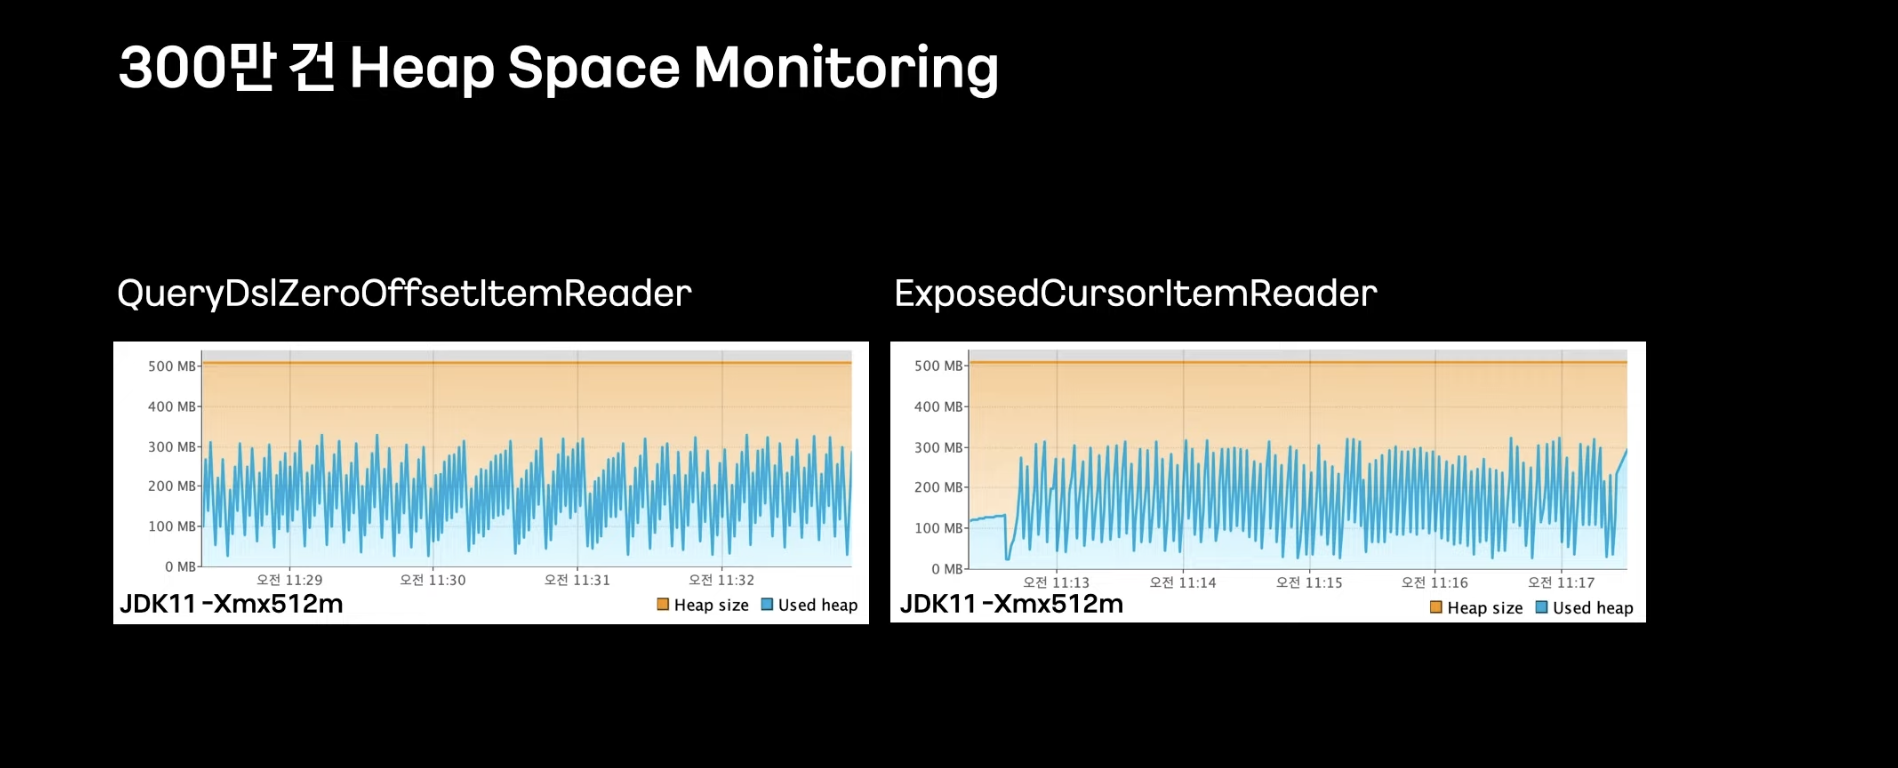 300만 건 Heap Space Monitoring
QueryDslZeroOffsetItemReader
500 MB
400 MB
300 MB
200 MB
100 MB
0 MB
오전 11:29
오전 11:30
오전 11:31
오전 11:32
JDK11 -Xmx512m
Heap size
Used heap
ExposedCursorItemReader
500 MB
400 MB
300 MB
200 MB
100 MB
0 MB
오전 11:13
오전 11:14
오전 11:15
오전 11:16
오전 11:17
JDK11 -Xmx512m
Heap size
Used heap